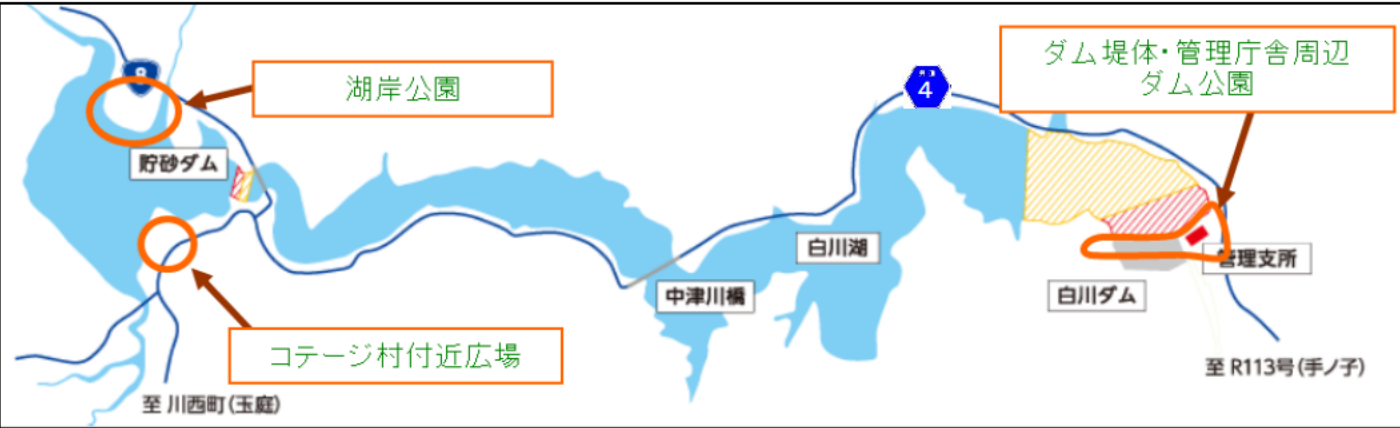 湖岸公園
ダム堤体・管理庁舎周辺
ダム公園
4
貯砂ダム
白川湖
管理支所
中津川橋
白川ダム
コテージ村付近広場
至 R113号(手ノ子)
至 川西町(玉庭)